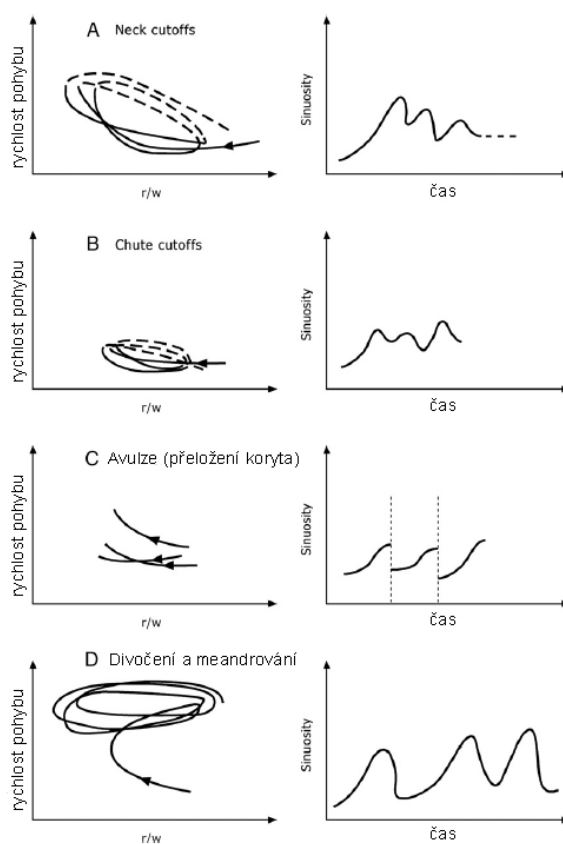 A Neck cutoffs
rychlost pohybu
r/w
Sinuosity
čas
B Chute cutoffs
rychlost pohybu
r/w
Sinuosity
čas
C Avulze (přeložení koryta)
rychlost pohybu
r/w
Sinuosity
čas
D Divočení a meandrování
rychlost pohybu
r/w
Sinuosity
čas